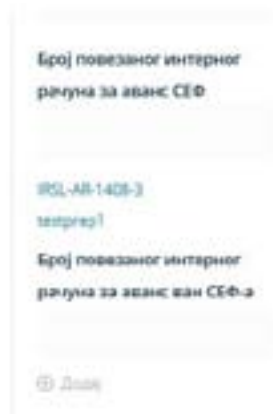 Број повезаног интерног
рачуна за аванс СЕФ
IRSL-AR-1408-3
testprep1
Број повезаног интерног
рачуна за аванс ван СЕФ-а
Додај